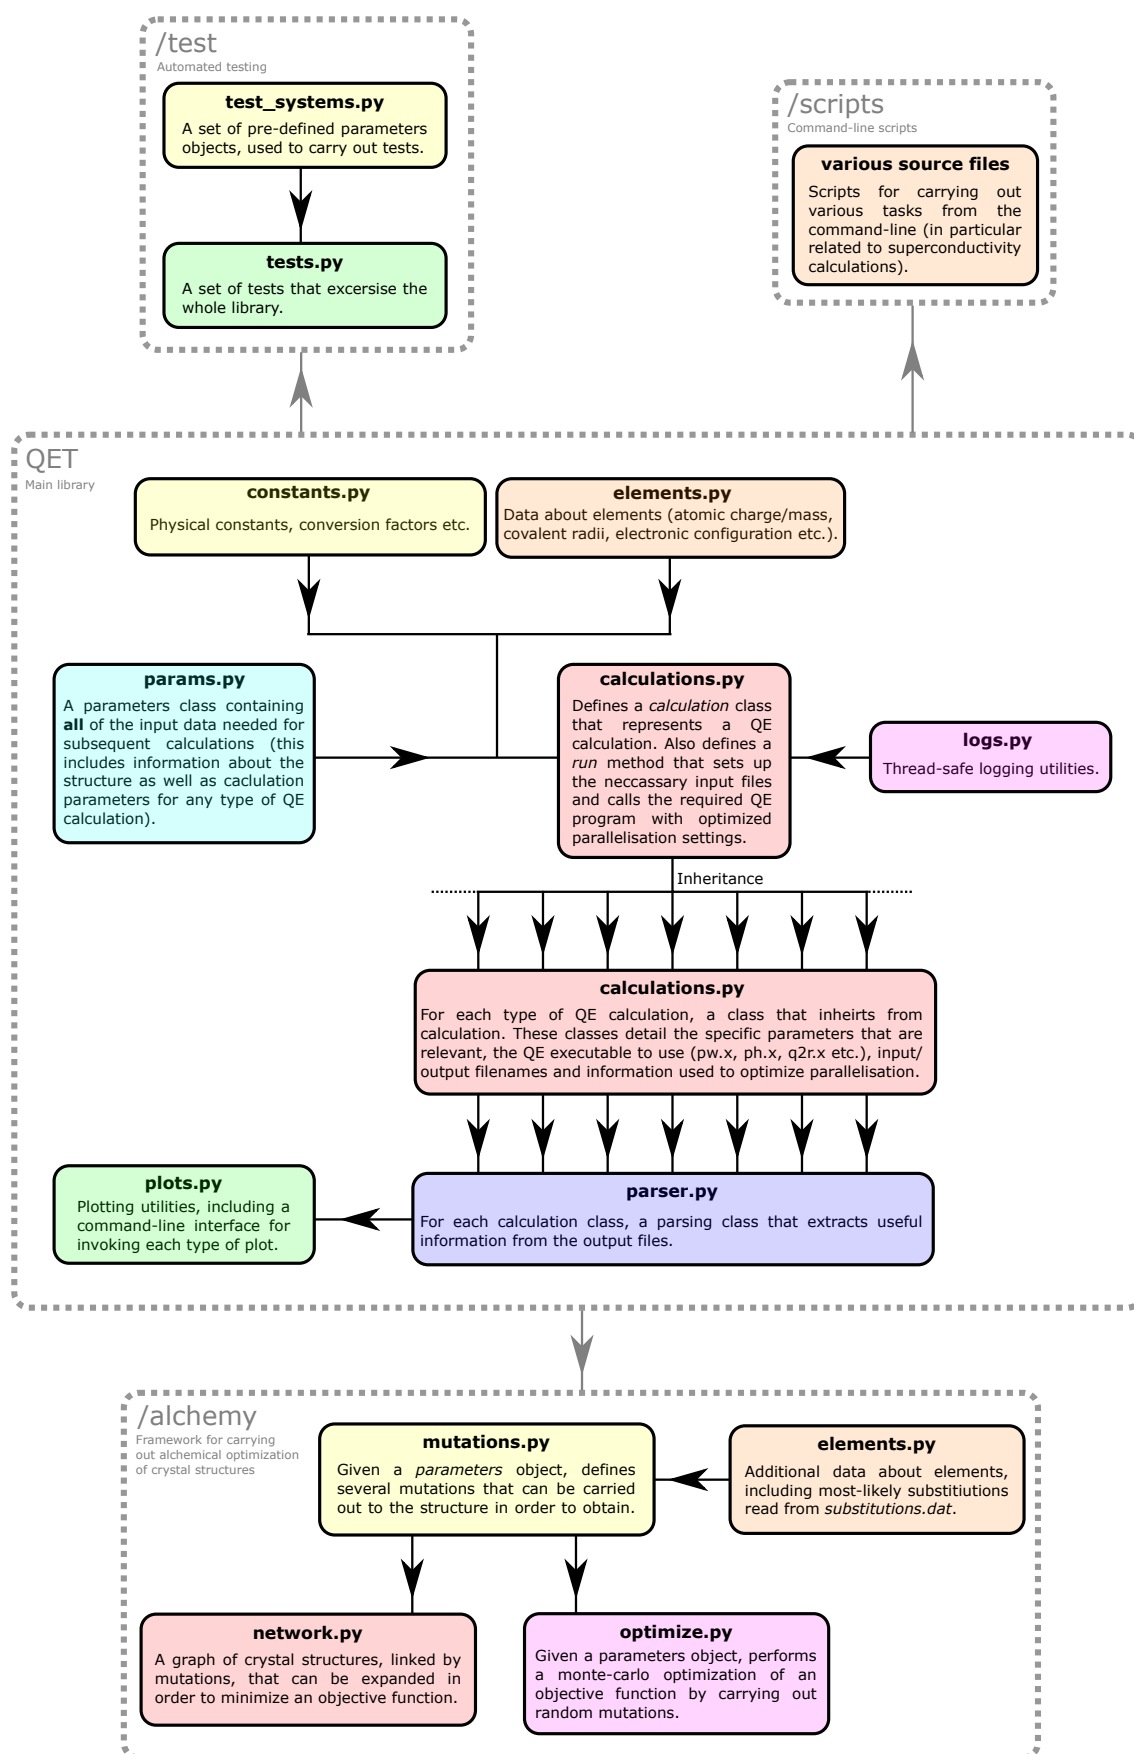 /test
Automated testing
test_systems.py
A set of pre-defined parameters
objects, used to carry out tests.
tests.py
A set of tests that excersise the
whole library.
/scripts
Command-line scripts
various source files
Scripts for carrying out
various tasks from the
command-line (in particular
related to superconductivity
calculations).
QET
Main library
constants.py
Physical constants, conversion factors etc.
elements.py
Data about elements (atomic charge/mass,
covalent radii, electronic configuration etc.).
params.py
A parameters class containing
all of the input data needed for
subsequent calculations (this
includes information about the
structure as well as caclulation
parameters for any type of QE
calculation).
calculations.py
Defines a calculation class
that represents a QE
calculation. Also defines a
run method that sets up
the neccassary input files
and calls the required QE
program with optimized
parallelisation settings.
logs.py
Thread-safe logging utilities.
Inheritance
calculations.py
For each type of QE calculation, a class that inheirts from
calculation. These classes detail the specific parameters that are
relevant, the QE executable to use (pw.x, ph.x, q2r.x etc.), input/
output filenames and information used to optimize parallelisation.
plots.py
Plotting utilities, including a
command-line interface for
invoking each type of plot.
parser.py
For each calculation class, a parsing class that extracts useful
information from the output files.
/alchemy
Framework for carrying
out alchemical optimization
of crystal structures
mutations.py
Given a parameters object, defines
several mutations that can be carried
out to the structure in order to obtain.
elements.py
Additional data about elements,
including most-likely substitiutions
read from substitutions.dat.
network.py
A graph of crystal structures, linked by
mutations, that can be expanded in
order to minimize an objective function.
optimize.py
Given a parameters object, performs
a monte-carlo optimization of an
objective function by carrying out
random mutations.